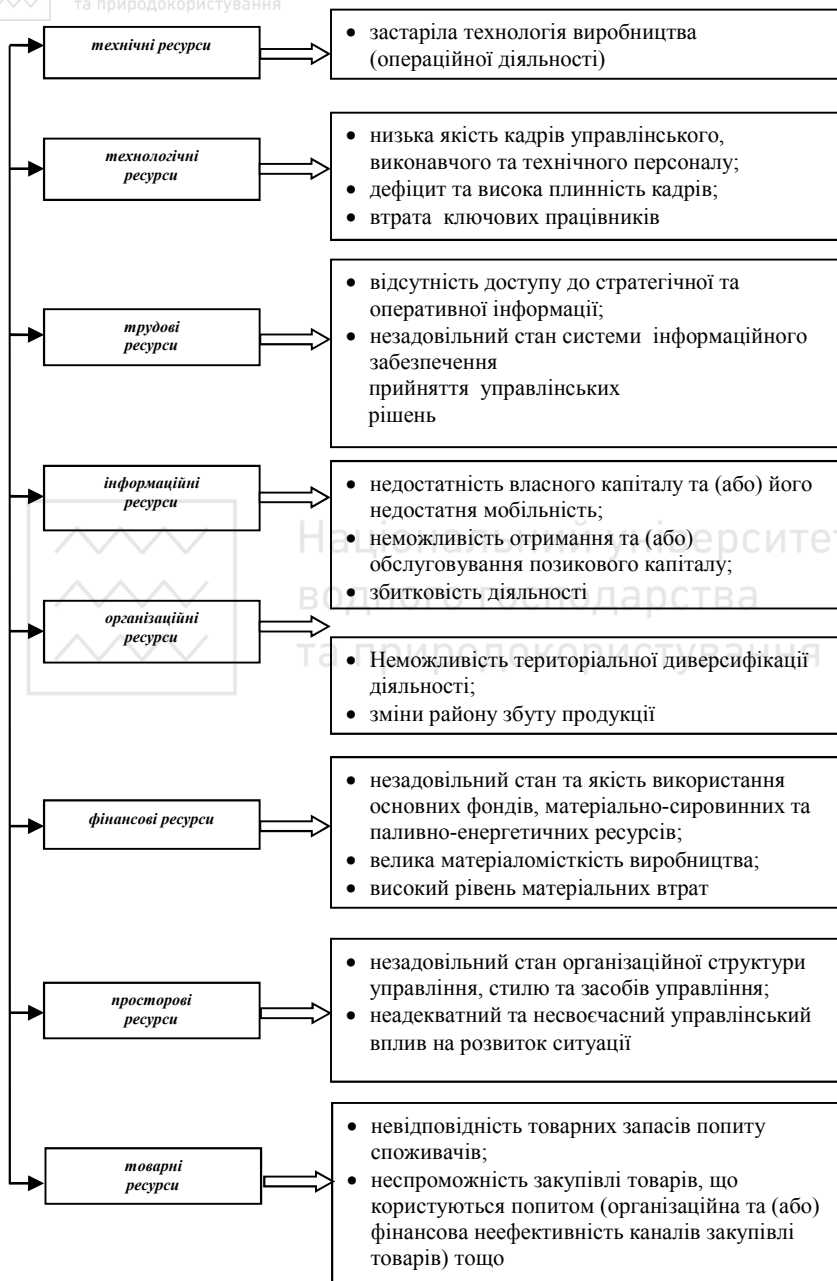 та природокористування
технічні ресурси
• застаріла технологія виробництва
(операційної діяльності)
технологічні
ресурси
• низька якість кадрів управлінського,
виконавчого та технічного персоналу;
• дефіцит та висока плинність кадрів;
• втрата ключових працівників
трудові
ресурси
• відсутність доступу до стратегічної та
оперативної інформації;
• незадовільний стан системи інформаційного
забезпечення
прийняття управлінських
рішень
інформаційні
ресурси
• недостатність власного капіталу та (або) його
недостатня мобільність;
• неможливість отримання та (або)
обслуговування позикового капіталу;
• збитковість діяльності
Національний університе
водного господарства
та природокористування
організаційні
ресурси
• Неможливість територіальної диверсифікації
діяльності;
• зміни району збуту продукції
фінансові ресурси
• незадовільний стан та якість використання
основних фондів, матеріально-сировинних та
паливно-енергетичних ресурсів;
• велика матеріаломісткість виробництва;
• високий рівень матеріальних втрат
просторові
ресурси
• незадовільний стан організаційної структури
управління, стилю та засобів управління;
• неадекватний та несвоєчасний управлінський
вплив на розвиток ситуації
товарні
ресурси
• невідповідність товарних запасів попиту
споживачів;
• неспроможність закупівлі товарів, що
користуються попитом (організаційна та (або)
фінансова неефективність каналів закупівлі
товарів) тощо